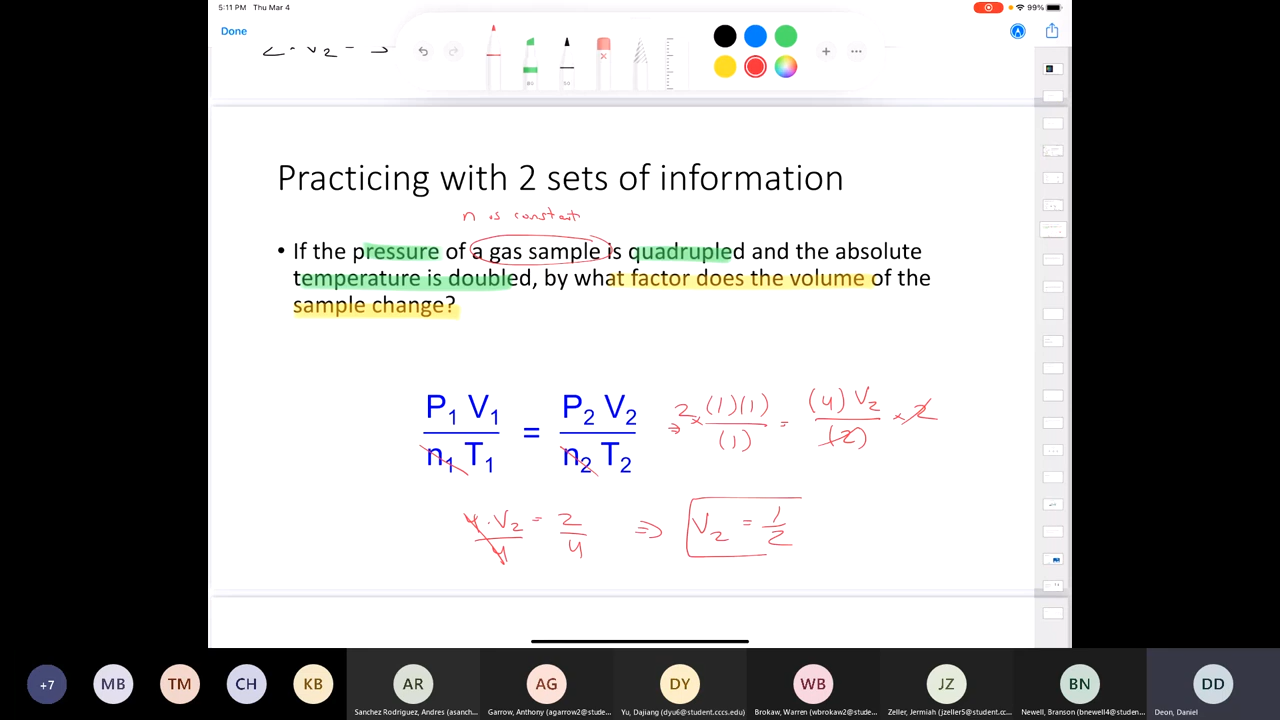 5:11 PM Thu Mar 4
99%
Done
2 · V2 =
Practicing with 2 sets of information
n is constant
• If the pressure of a gas sample is quadrupled and the absolute
temperature is doubled, by what factor does the volume of the
sample change?
P1 V1 / n1 T1 = P2 V2 / n2 T2 ⇒ 2 × (1)(1) / (1) = (4) V2 / (2) × 2
4 · V2 / 4 = 2 / 4 ⇒ V2 = 1 / 2
+7 MB TM CH KB AR AG DY WB JZ BN DD
Sanchez Rodriguez, Andres (asanch... Garrow, Anthony (agarrow2@stude... Yu, Dajiang (dyu6@student.cccs.edu) Brokaw, Warren (wbrokaw2@stude... Zeller, Jermiah (jzeller5@student.cc... Newell, Branson (bnewell4@studen... Deon, Daniel